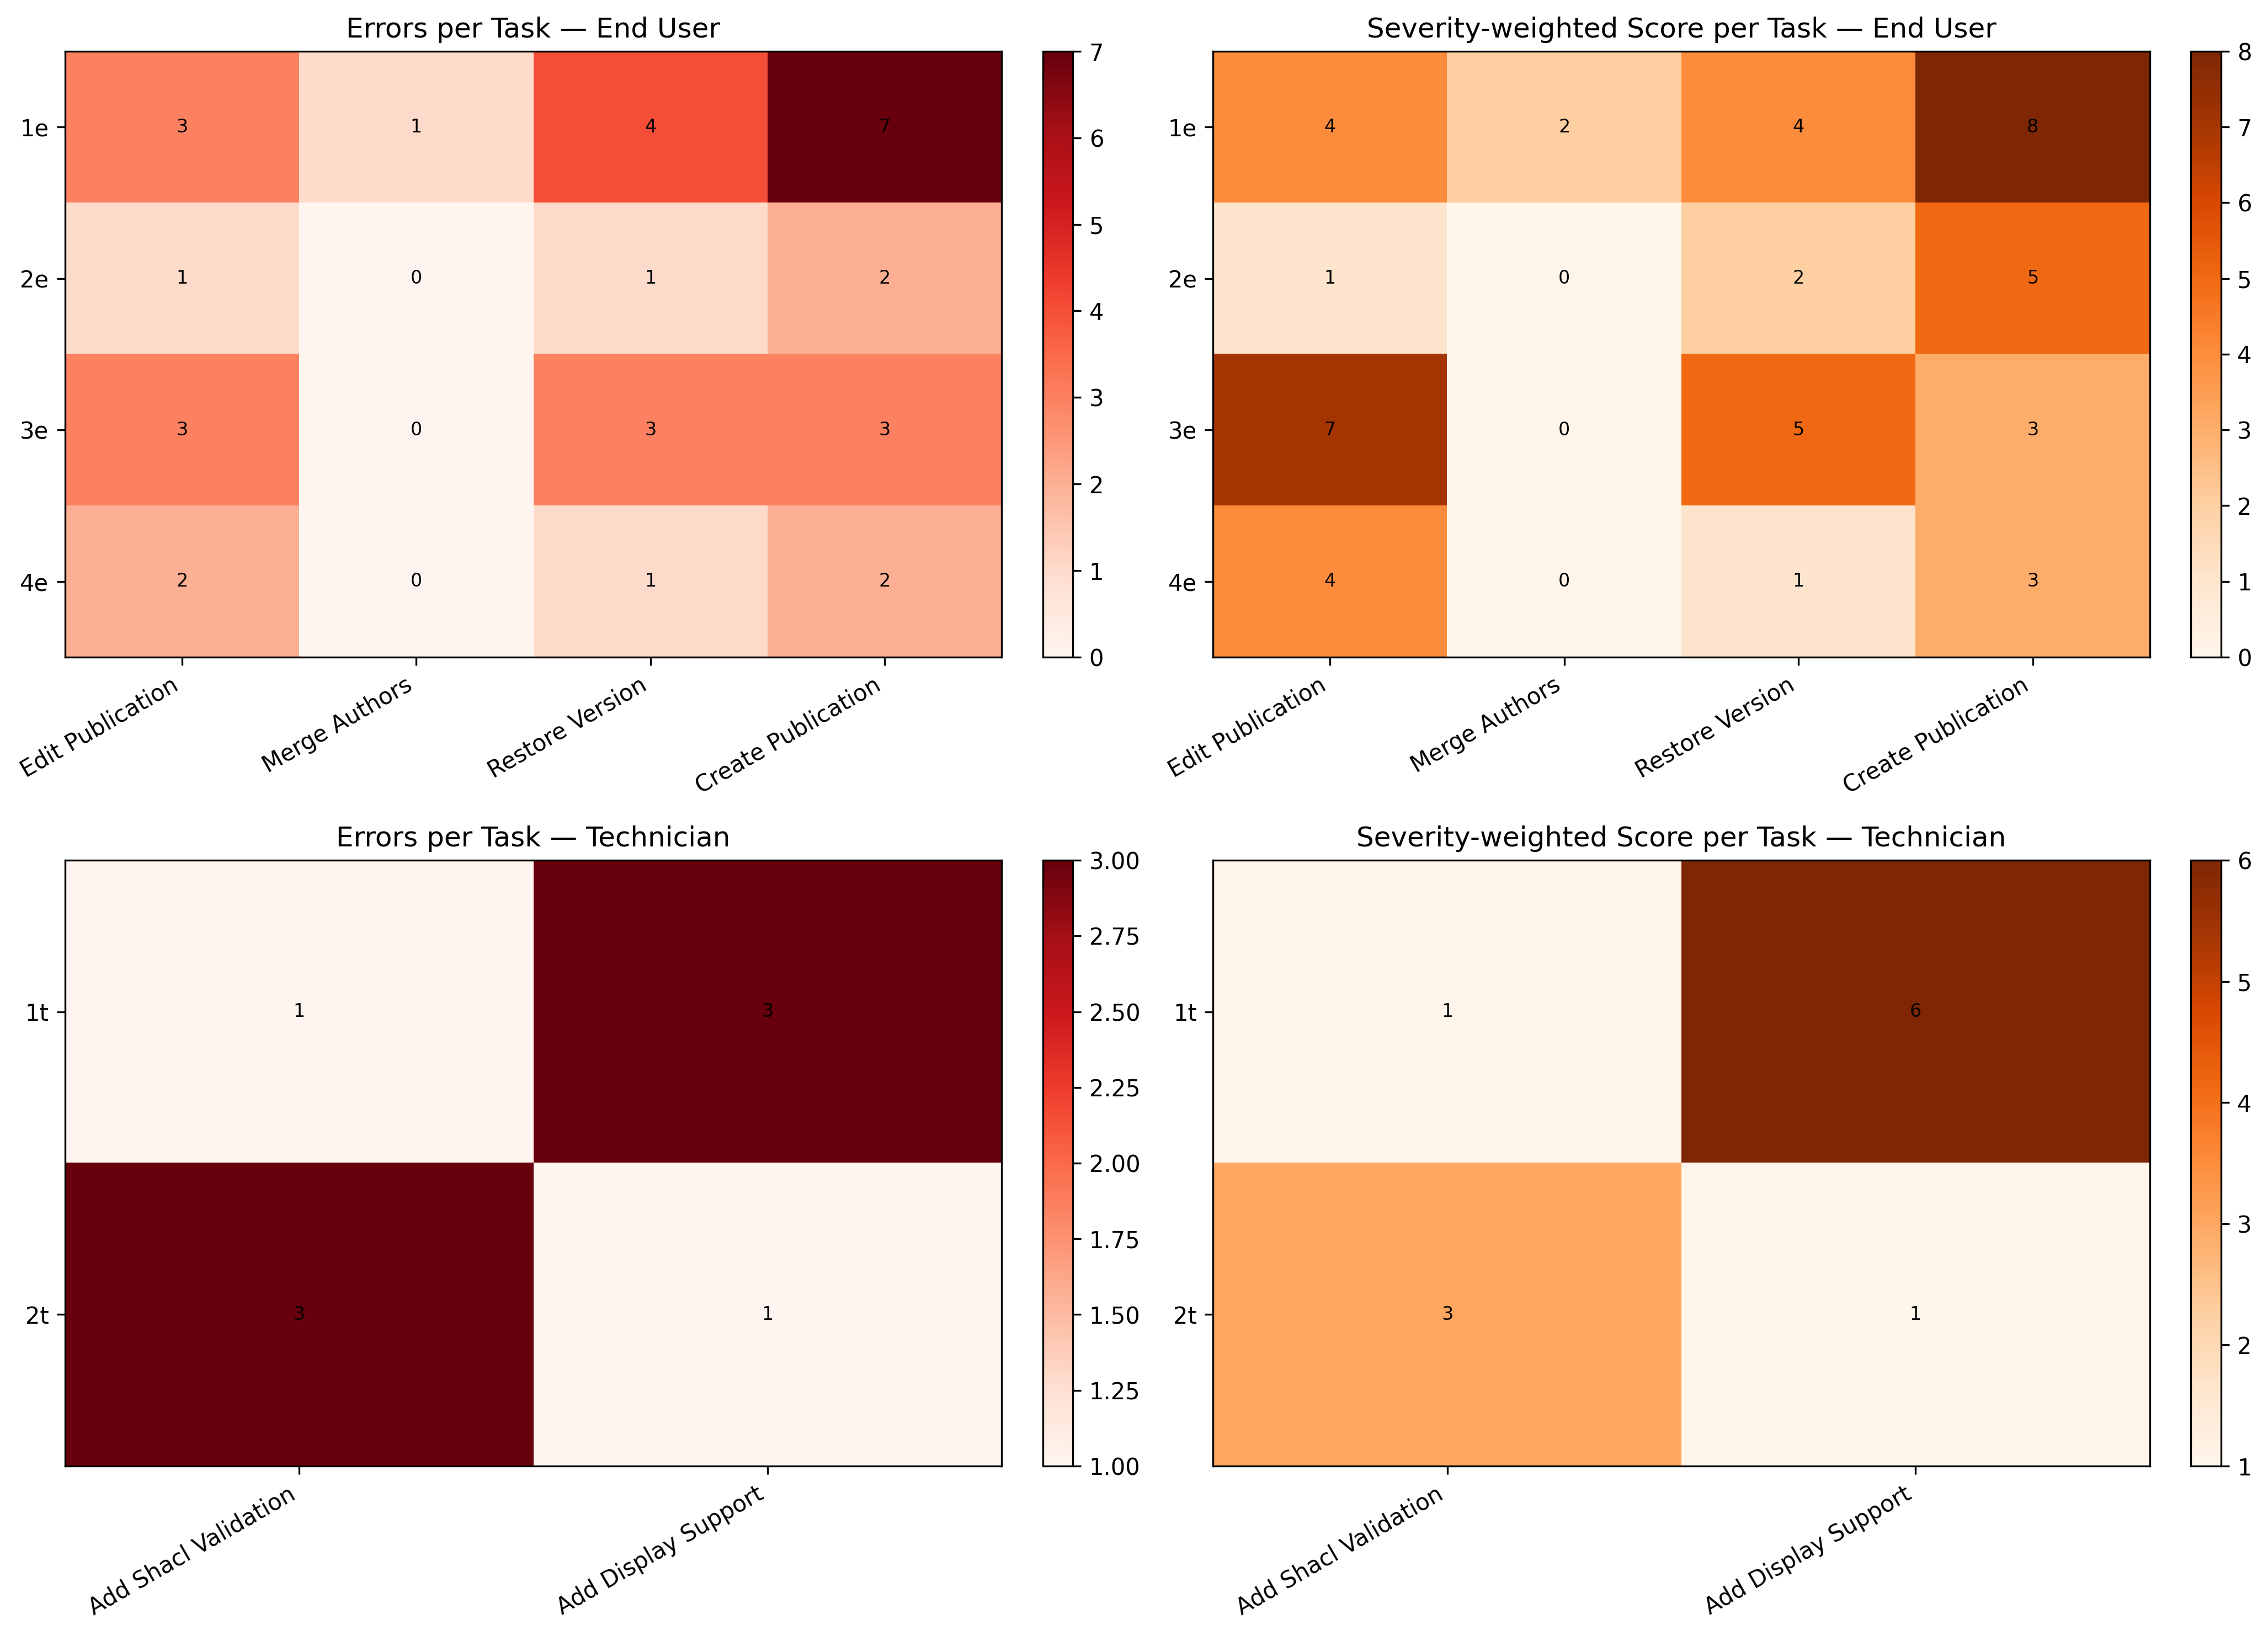 Errors per Task — End User
7
6
5
4
3
2
1
0
1e 3 1 4 7
2e 1 0 1 2
3e 3 0 3 3
4e 2 0 1 2
Edit Publication
Merge Authors
Restore Version
Create Publication
Severity-weighted Score per Task — End User
8
7
6
5
4
3
2
1
0
1e 4 2 4 8
2e 1 0 2 5
3e 7 0 5 3
4e 4 0 1 3
Edit Publication
Merge Authors
Restore Version
Create Publication
Errors per Task — Technician
3.00
2.75
2.50
2.25
2.00
1.75
1.50
1.25
1.00
1t 1 3
2t 3 1
Add Shacl Validation
Add Display Support
Severity-weighted Score per Task — Technician
6
5
4
3
2
1
1t 1 6
2t 3 1
Add Shacl Validation
Add Display Support